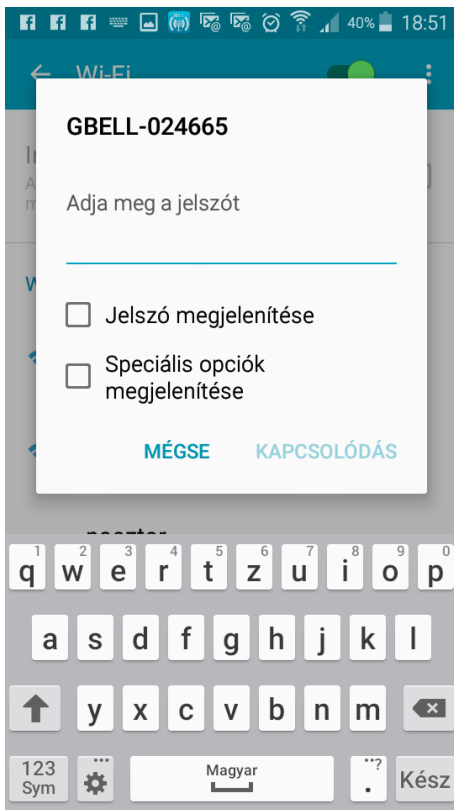 40% 18:51
Wi-Fi
GBELL-024665
Adja meg a jelszót
Jelszó megjelenítése
Speciális opciók
megjelenítése
MÉGSE KAPCSOLÓDÁS
1 2 3 4 5 6 7 8 9 0
q w e r t z u i o p
a s d f g h j k l
y x c v b n m
123 Magyar ..?
Sym . Kész